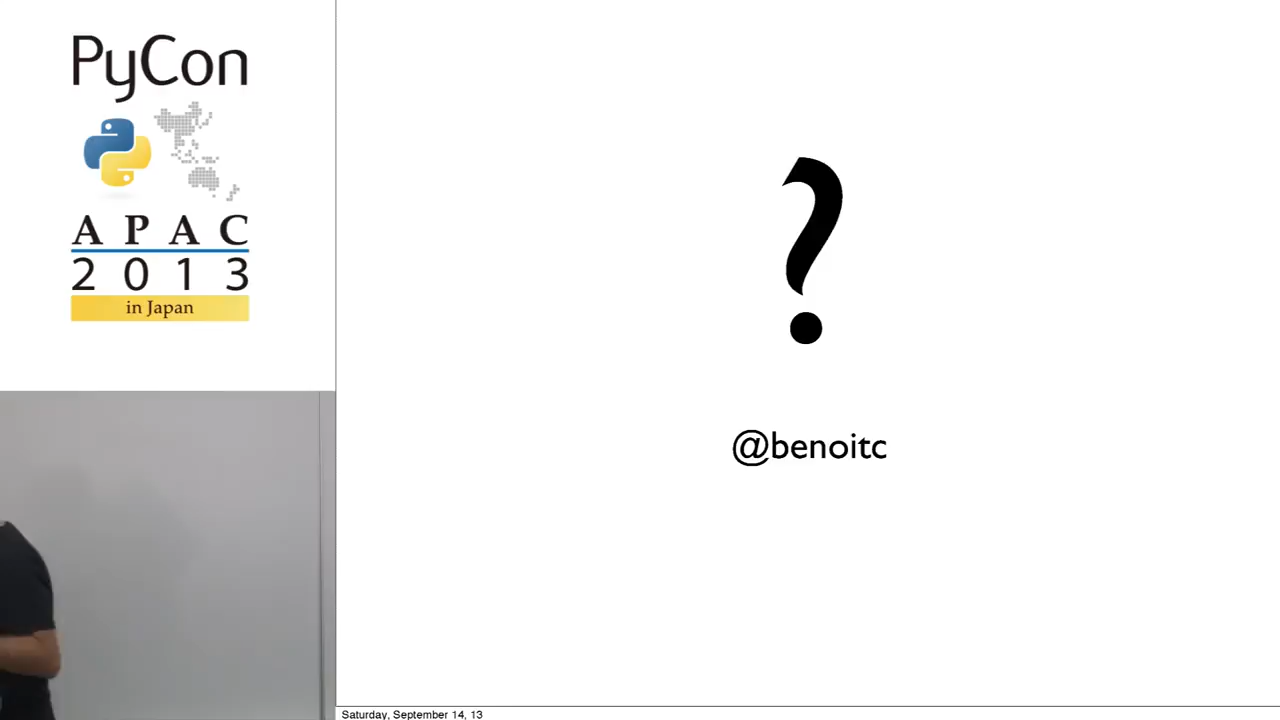 PyCon
APAC
2013
in Japan
?
@benoitc
Saturday, September 14, 13